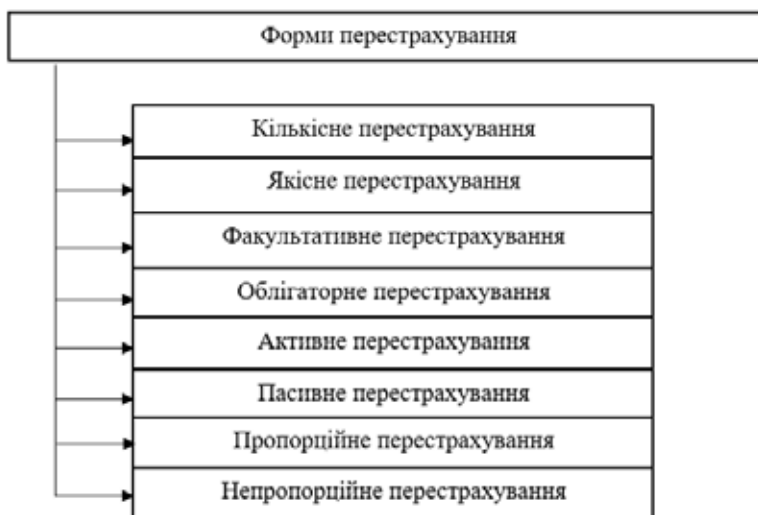 Форми перестрахування
Кількісне перестрахування
Якісне перестрахування
Факультативне перестрахування
Облігаторне перестрахування
Активне перестрахування
Пасивне перестрахування
Пропорційне перестрахування
Непропорційне перестрахування